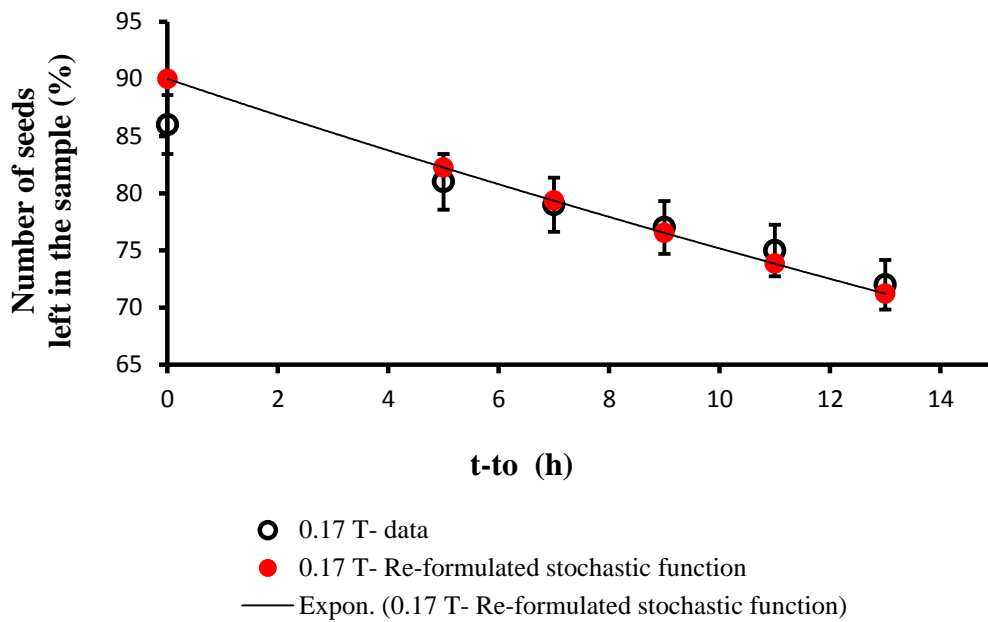 95
90
85
80
75
70
65
Number of seeds
left in the sample (%)
0 2 4 6 8 10 12 14
t-to (h)
0.17 T- data
0.17 T- Re-formulated stochastic function
Expon. (0.17 T- Re-formulated stochastic function)